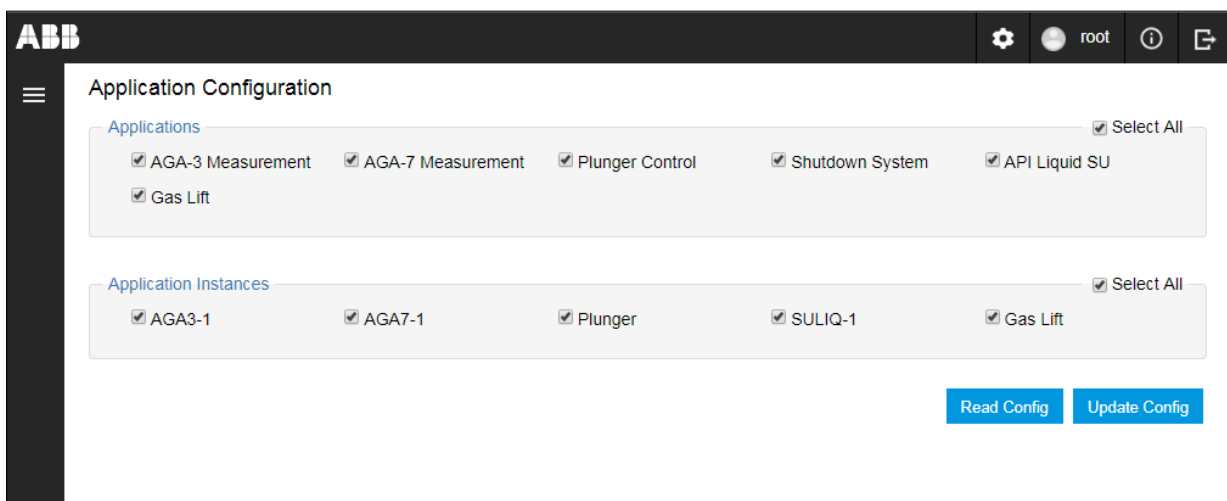 ABB
root
Application Configuration
Applications
Select All
AGA-3 Measurement AGA-7 Measurement Plunger Control Shutdown System API Liquid SU
Gas Lift
Application Instances
Select All
AGA3-1 AGA7-1 Plunger SULIQ-1 Gas Lift
Read Config Update Config